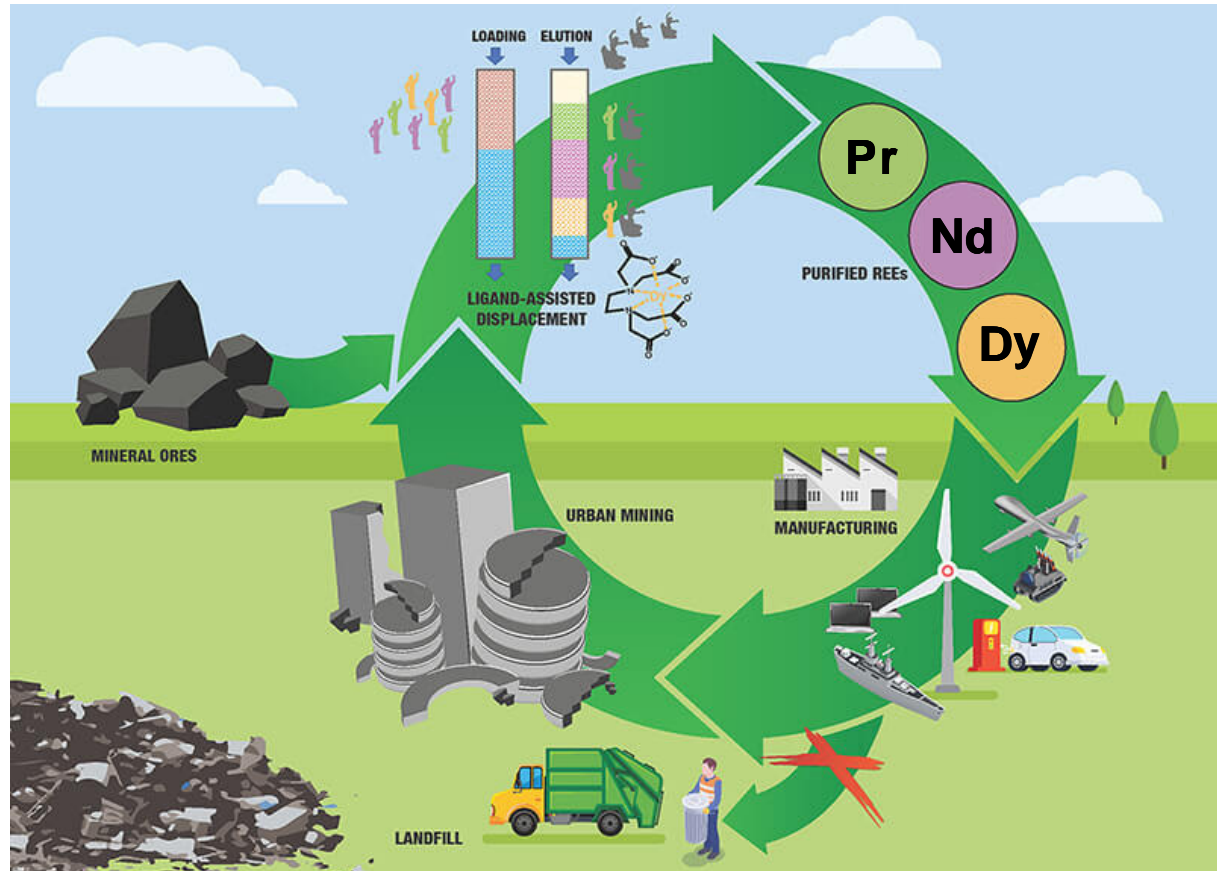 LOADING ELUTION
Pr
Nd
PURIFIED REEs
LIGAND-ASSISTED
DISPLACEMENT
N
Dy
N
O
O
O
O
O
O
O
O
Dy
MINERAL ORES
URBAN MINING
MANUFACTURING
LANDFILL